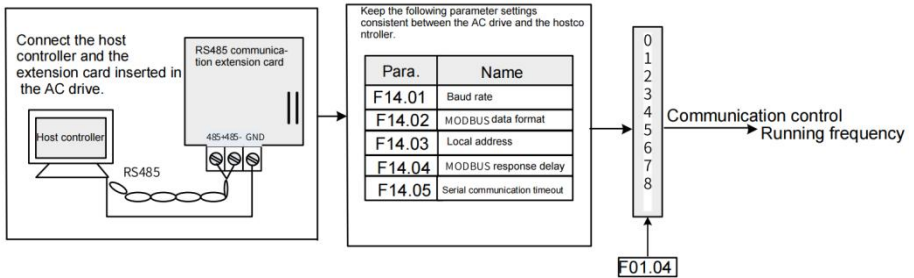 Connect the host
controller and the
extension card inserted in
the AC drive.
RS485 communica-
tion extension card
485+485- GND
Host controller
RS485
Keep the following parameter settings
consistent between the AC drive and the hostco
ntroller.
Para. Name
F14.01 Baud rate
F14.02 MODBUS data format
F14.03 Local address
F14.04 MODBUS response delay
F14.05 Serial communication timeout
0
1
2
3
4
5
6
7
8
Communication control
Running frequency
F01.04